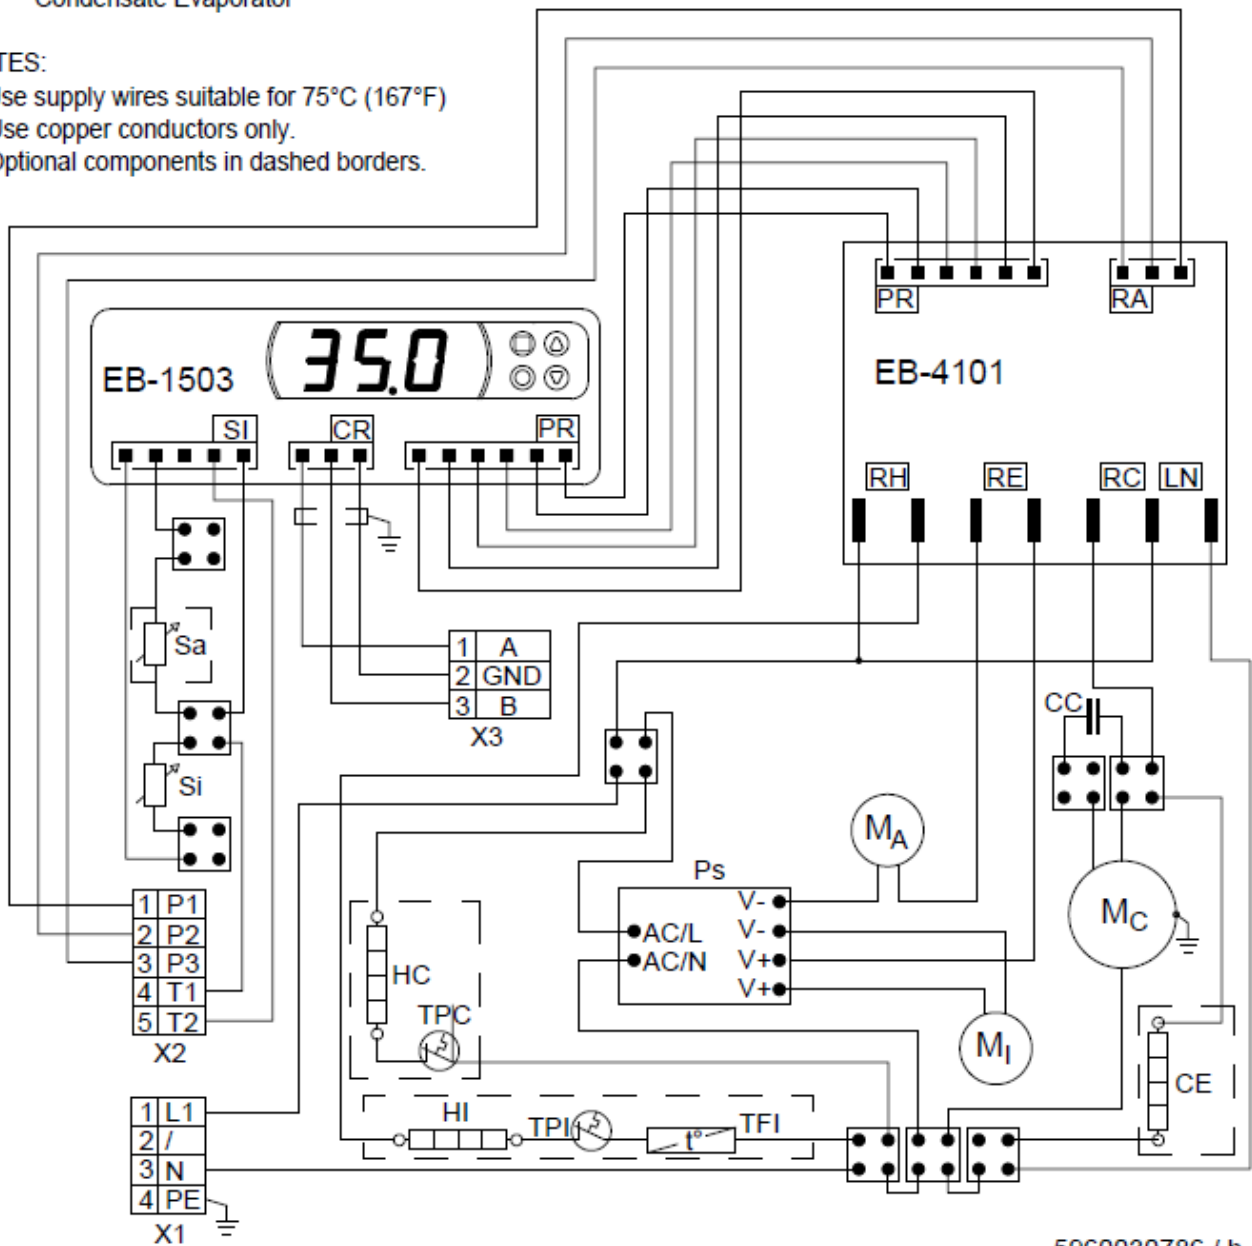 Condensate Evaporator
TES:
Use supply wires suitable for 75°C (167°F)
Use copper conductors only.
Optional components in dashed borders.
PR
RA
EB-4101
EB-1503
35.0
SI
CR
PR
RH
RE
RC
LN
Sa
1 A
2 GND
3 B
X3
CC
Si
MA
Ps
V-
AC/L
V-
AC/N
V+
V+
MC
1 P1
2 P2
3 P3
4 T1
5 T2
X2
HC
TPC
MI
CE
HI
TPI
t°
TFI
1 L1
2 /
3 N
4 PE
X1